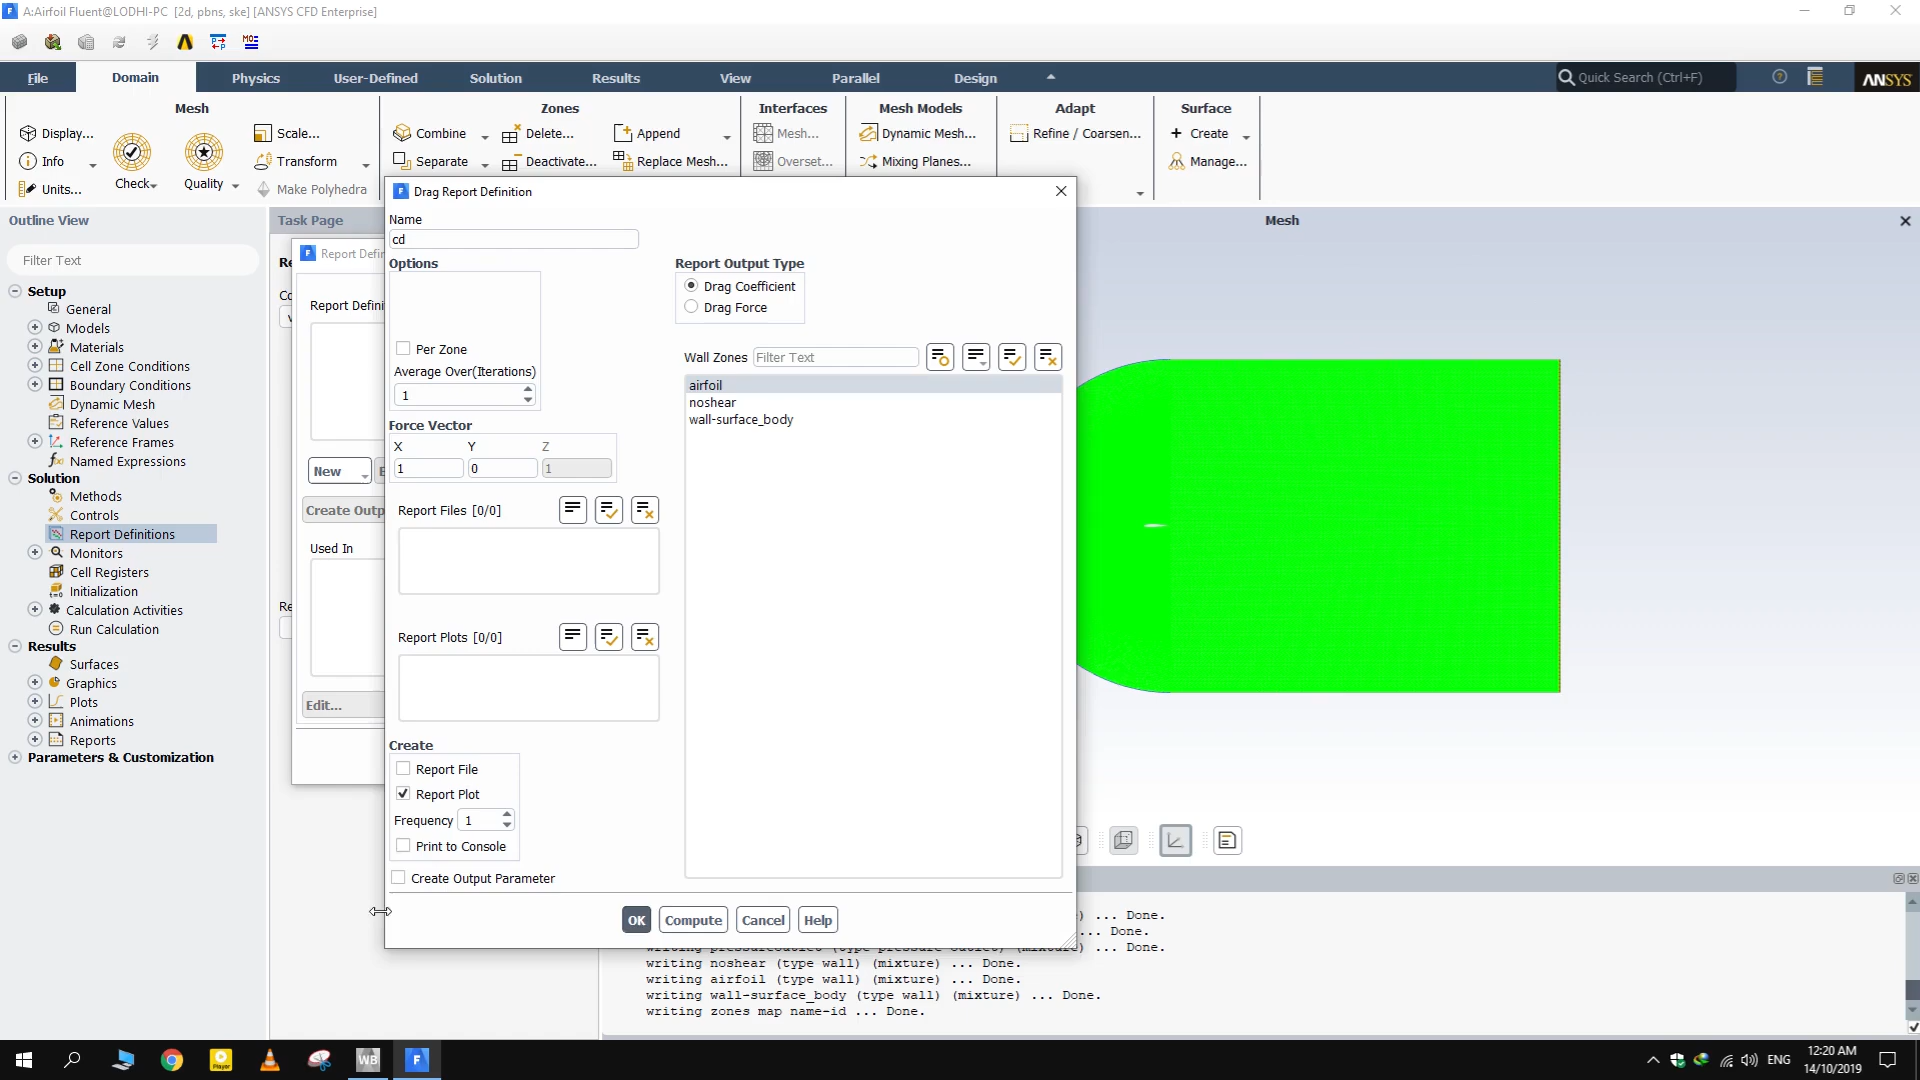 A:Airfoil Fluent@LODHI-PC [2d, pbns, ske] [ANSYS CFD Enterprise]
File Domain Physics User-Defined Solution Results View Parallel Design
Quick Search (Ctrl+F)
ANSYS
Mesh
Display...
Info
Units...
Check
Quality
Scale...
Transform
Make Polyhedra
Zones
Combine
Separate
Delete...
Deactivate...
Append
Replace Mesh...
Interfaces
Mesh...
Overset...
Mesh Models
Dynamic Mesh...
Mixing Planes...
Adapt
Refine / Coarsen...
Surface
Create
Manage...
Outline View
Filter Text
Setup
General
Models
Materials
Cell Zone Conditions
Boundary Conditions
Dynamic Mesh
Reference Values
Reference Frames
Named Expressions
Solution
Methods
Controls
Report Definitions
Monitors
Cell Registers
Initialization
Calculation Activities
Run Calculation
Results
Surfaces
Graphics
Plots
Animations
Reports
Parameters & Customization
Task Page
Report Defin
Report Defini
New
Create Outp
Used In
Edit...
Drag Report Definition
Name
cd
Options
Per Zone
Average Over(Iterations)
1
Force Vector
X Y Z
1 0 1
Report Files [0/0]
Report Plots [0/0]
Create
Report File
Report Plot
Frequency 1
Print to Console
Create Output Parameter
Report Output Type
Drag Coefficient
Drag Force
Wall Zones Filter Text
airfoil
noshear
wall-surface_body
OK Compute Cancel Help
Mesh
) ... Done.
... Done.
) ... Done.
writing noshear (type wall) (mixture) ... Done.
writing airfoil (type wall) (mixture) ... Done.
writing wall-surface_body (type wall) (mixture) ... Done.
writing zones map name-id ... Done.
WB
Player
ENG
12:20 AM
14/10/2019